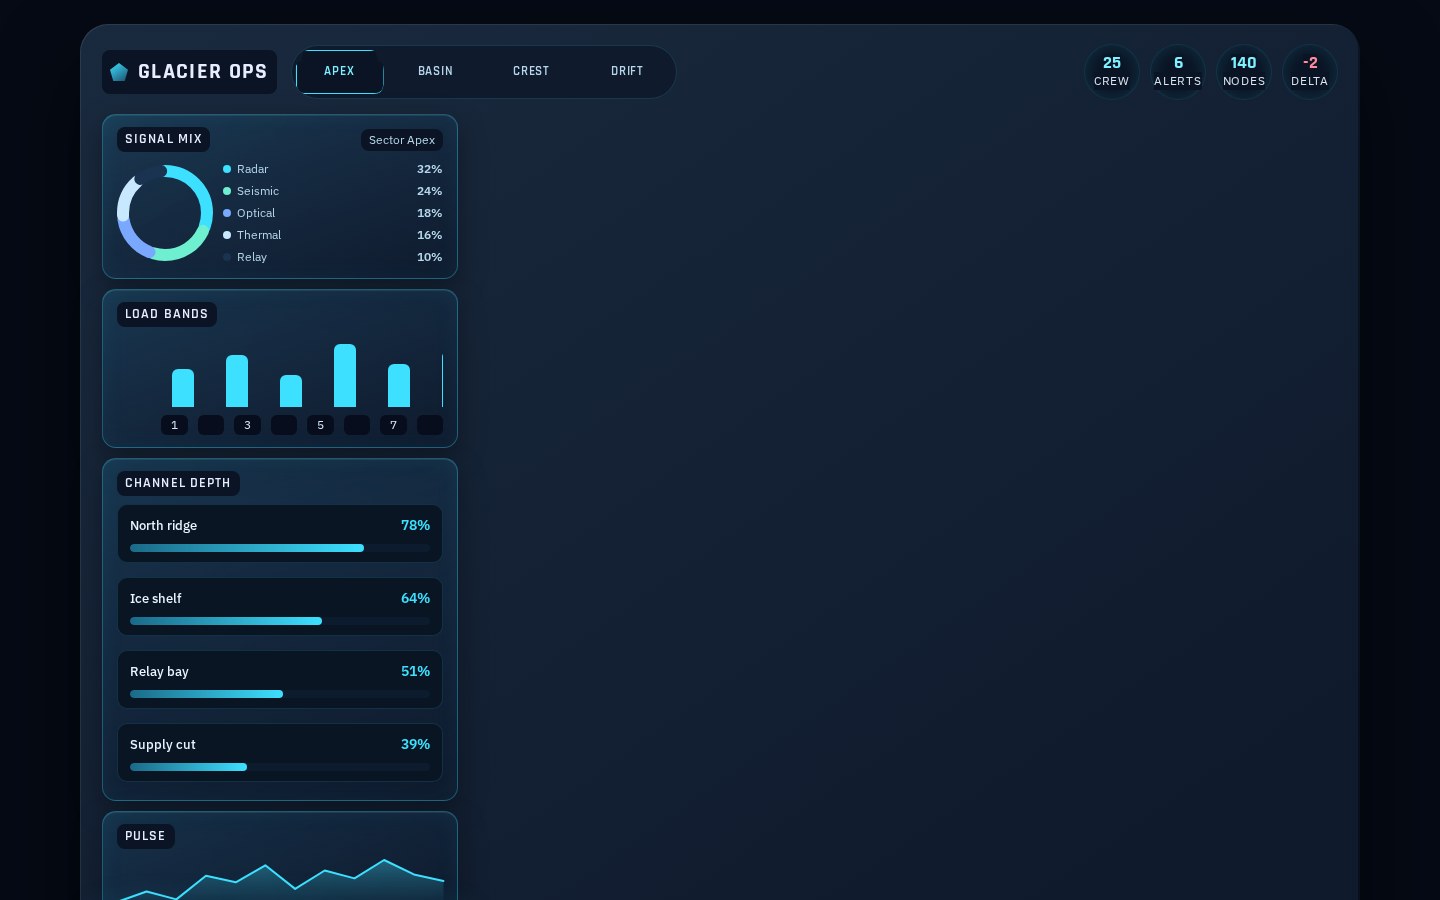 GLACIER OPS
APEX
BASIN
CREST
DRIFT
25
CREW
6
ALERTS
140
NODES
-2
DELTA
SIGNAL MIX
Sector Apex
Radar 32%
Seismic 24%
Optical 18%
Thermal 16%
Relay 10%
LOAD BANDS
1 3 5 7
CHANNEL DEPTH
North ridge 78%
Ice shelf 64%
Relay bay 51%
Supply cut 39%
PULSE